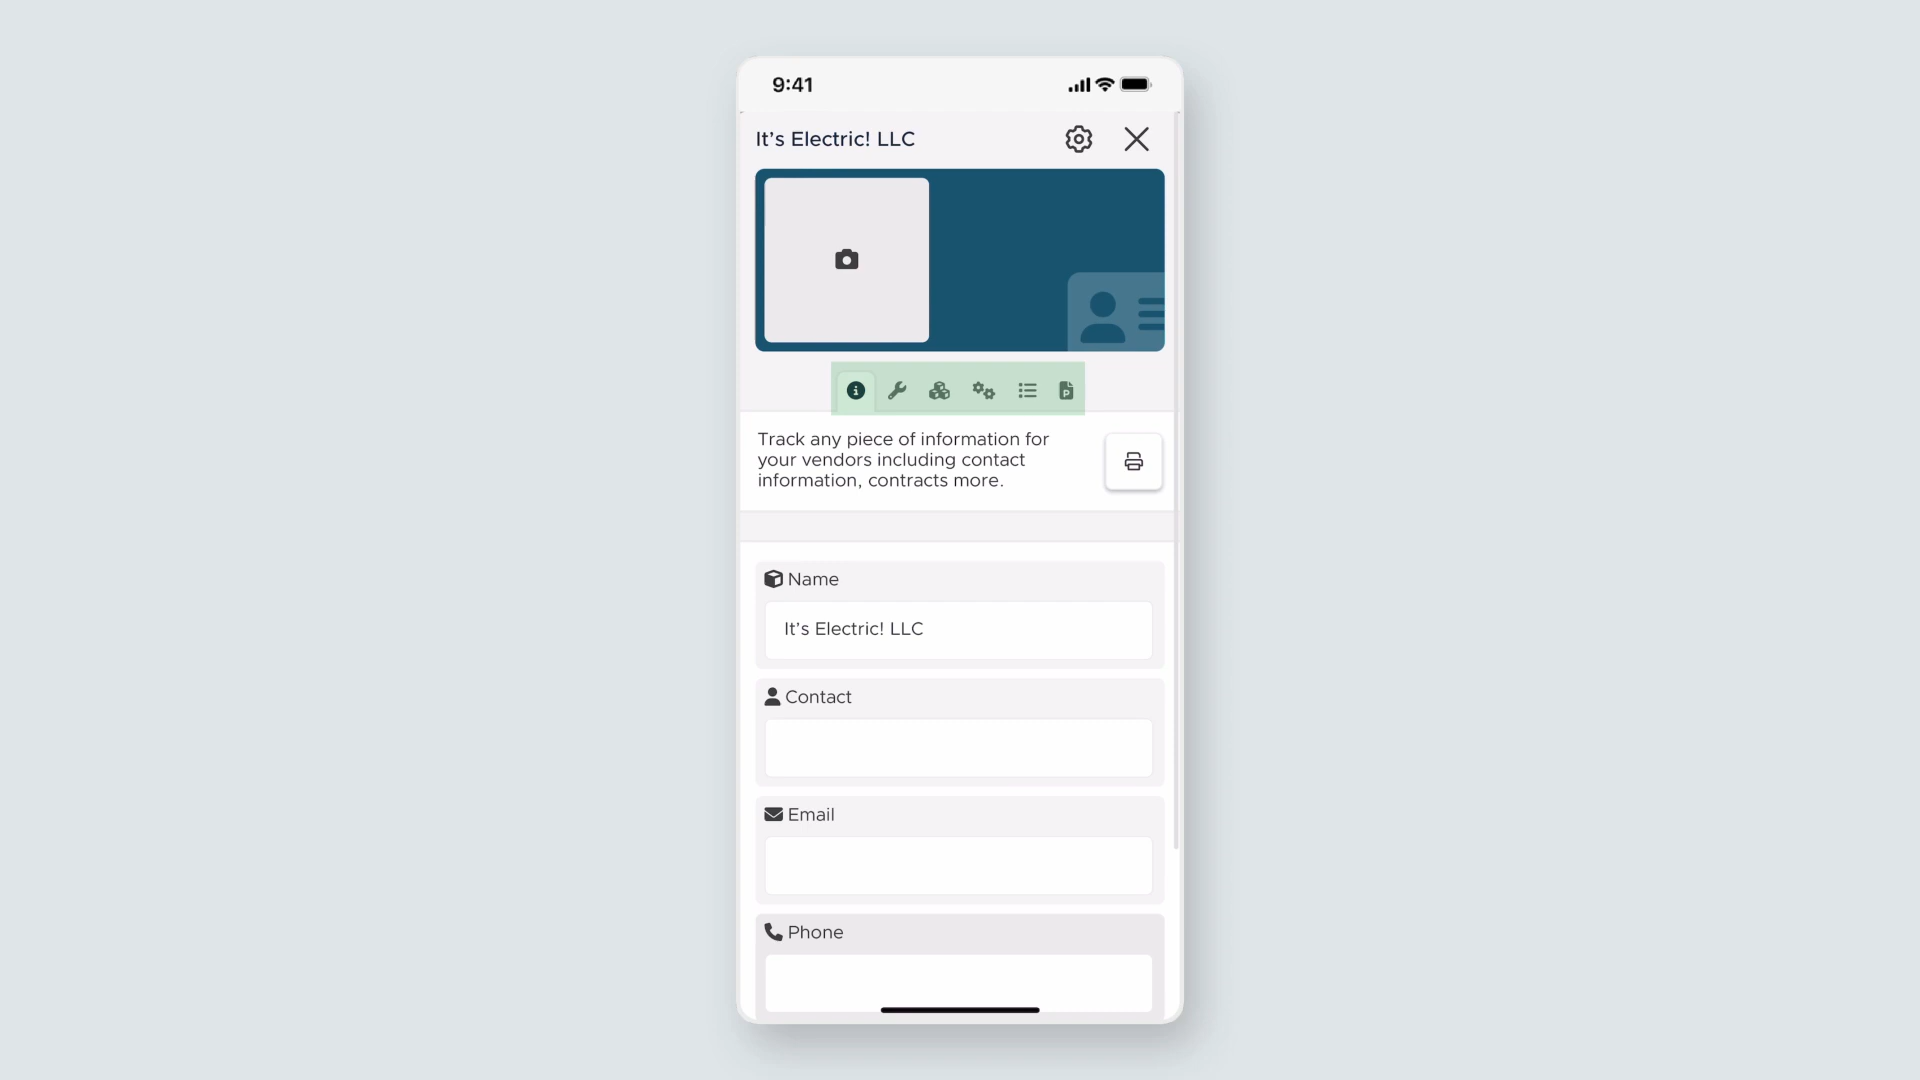 9:41
It’s Electric! LLC
Track any piece of information for
your vendors including contact
information, contracts more.
Name
It’s Electric! LLC
Contact
Email
Phone